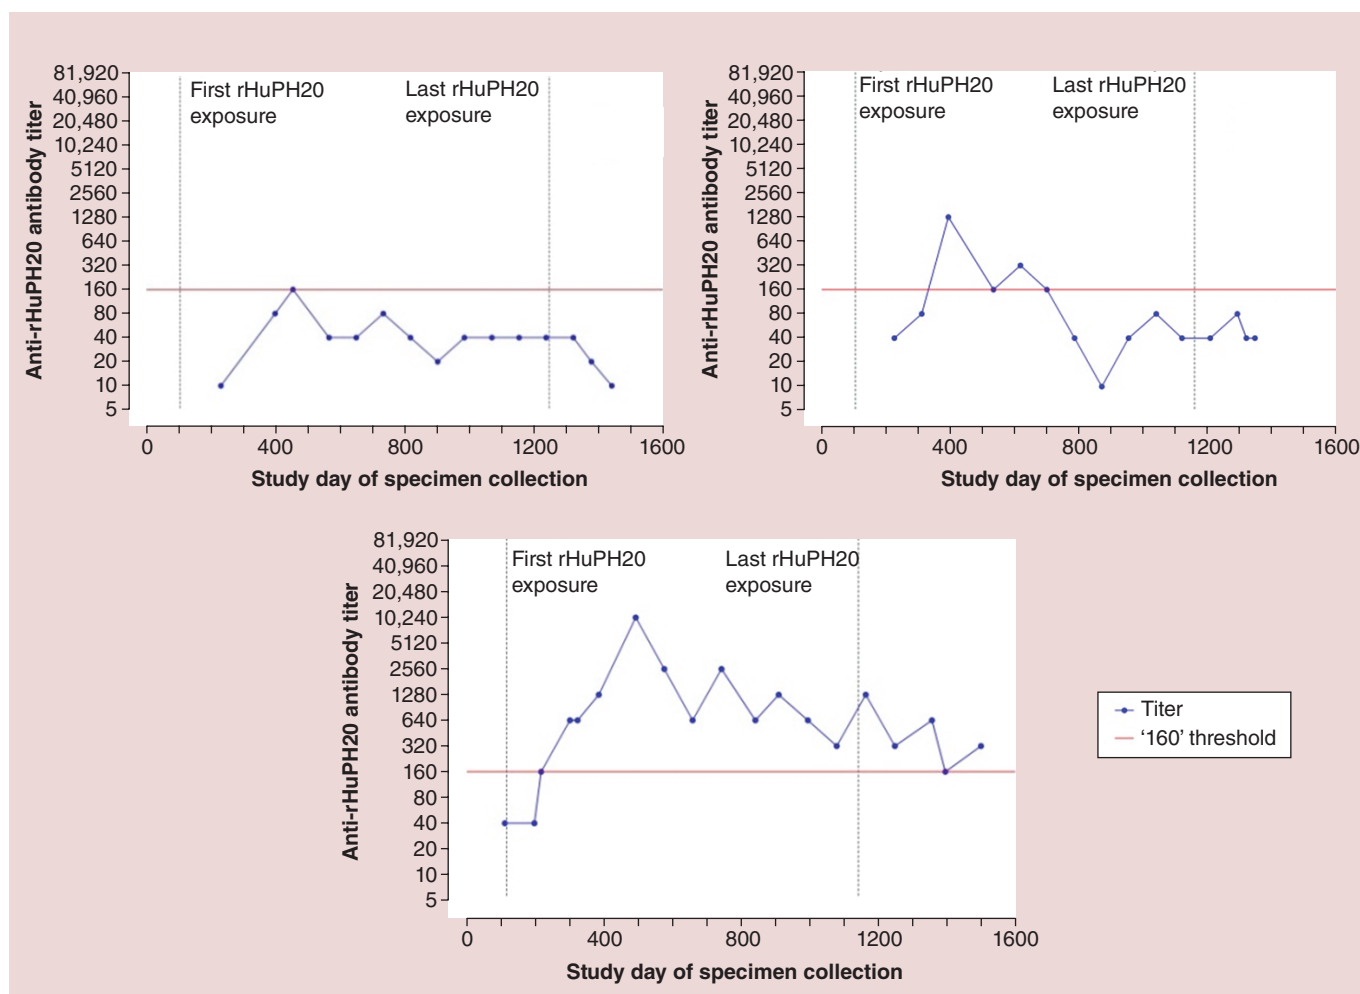 81,920
40,960
20,480
10,240
5120
2560
1280
640
320
160
80
40
20
10
5
Anti-rHuPH20 antibody titer
First rHuPH20
exposure
Last rHuPH20
exposure
0 400 800 1200 1600
Study day of specimen collection
81,920
40,960
20,480
10,240
5120
2560
1280
640
320
160
80
40
20
10
5
Anti-rHuPH20 antibody titer
First rHuPH20
exposure
Last rHuPH20
exposure
0 400 800 1200 1600
Study day of specimen collection
81,920
40,960
20,480
10,240
5120
2560
1280
640
320
160
80
40
20
10
5
Anti-rHuPH20 antibody titer
First rHuPH20
exposure
Last rHuPH20
exposure
0 400 800 1200 1600
Study day of specimen collection
Titer
‘160’ threshold